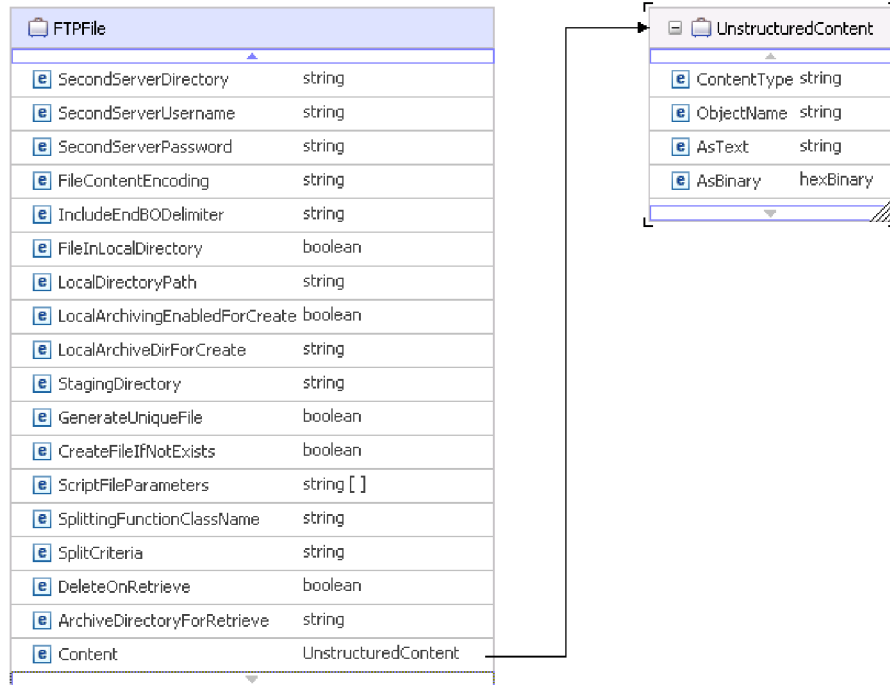 FTPFile
SecondServerDirectory string
SecondServerUsername string
SecondServerPassword string
FileContentEncoding string
IncludeEndBODelimiter string
FileInLocalDirectory boolean
LocalDirectoryPath string
LocalArchivingEnabledForCreate boolean
LocalArchiveDirForCreate string
StagingDirectory string
GenerateUniqueFile boolean
CreateFileIfNotExists boolean
ScriptFileParameters string [ ]
SplittingFunctionClassName string
SplitCriteria string
DeleteOnRetrieve boolean
ArchiveDirectoryForRetrieve string
Content UnstructuredContent
UnstructuredContent
ContentType string
ObjectName string
AsText string
AsBinary hexBinary